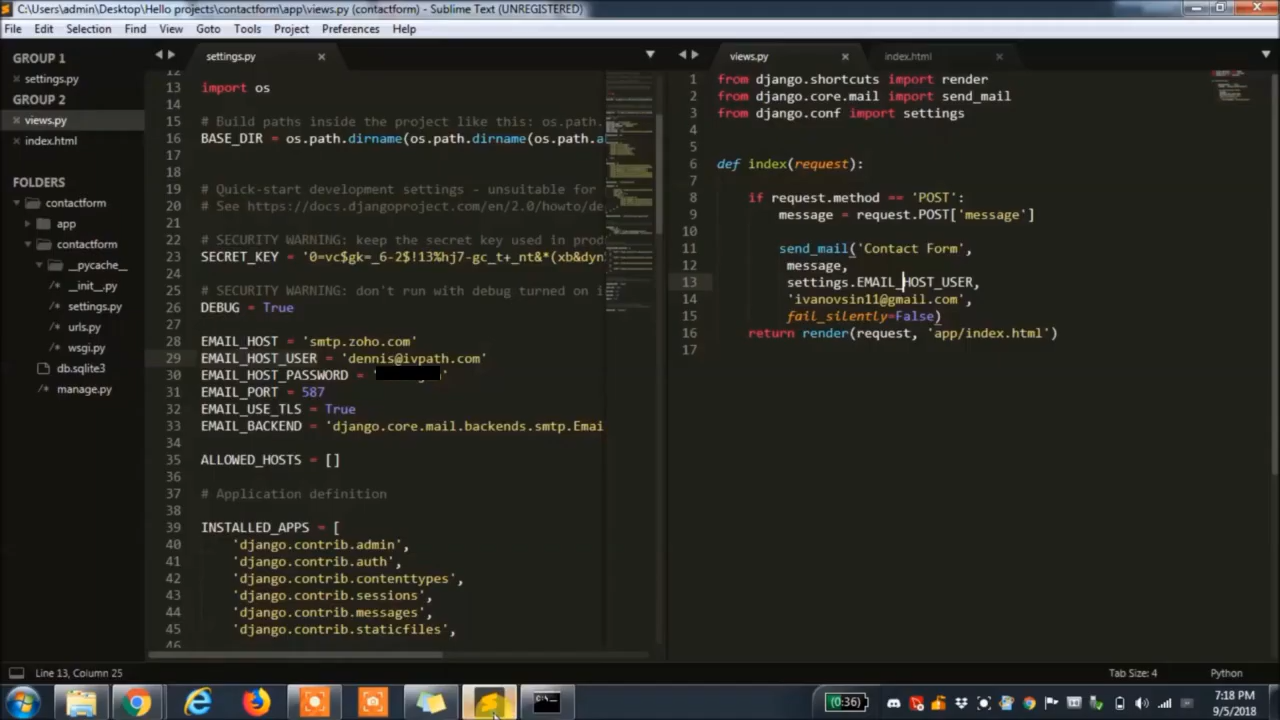 C:\Users\admin\Desktop\Hello projects\contactform\app\views.py (contactform) - Sublime Text (UNREGISTERED)
File Edit Selection Find View Goto Tools Project Preferences Help
GROUP 1
settings.py
GROUP 2
views.py
index.html
FOLDERS
contactform
app
contactform
__pycache__
__init__.py
settings.py
urls.py
wsgi.py
db.sqlite3
manage.py
settings.py
12
13 import os
14
15 # Build paths inside the project like this: os.path.
16 BASE_DIR = os.path.dirname(os.path.dirname(os.path.a
17
18
19 # Quick-start development settings - unsuitable for
20 # See https://docs.djangoproject.com/en/2.0/howto/de
21
22 # SECURITY WARNING: keep the secret key used in prod
23 SECRET_KEY = '0=vc$gk=_6-2$!13%hj7-gc_t+_nt&*(xb&dyn
24
25 # SECURITY WARNING: don't run with debug turned on i
26 DEBUG = True
27
28 EMAIL_HOST = 'smtp.zoho.com'
29 EMAIL_HOST_USER = 'dennis@ivpath.com'
30 EMAIL_HOST_PASSWORD = ' '
31 EMAIL_PORT = 587
32 EMAIL_USE_TLS = True
33 EMAIL_BACKEND = 'django.core.mail.backends.smtp.Emai
34
35 ALLOWED_HOSTS = []
36
37 # Application definition
38
39 INSTALLED_APPS = [
40 'django.contrib.admin',
41 'django.contrib.auth',
42 'django.contrib.contenttypes',
43 'django.contrib.sessions',
44 'django.contrib.messages',
45 'django.contrib.staticfiles',
46
views.py index.html
1 from django.shortcuts import render
2 from django.core.mail import send_mail
3 from django.conf import settings
4
5
6 def index(request):
7
8 if request.method == 'POST':
9 message = request.POST['message']
10
11 send_mail('Contact Form',
12 message,
13 settings.EMAIL_HOST_USER,
14 'ivanovsin11@gmail.com',
15 fail_silently=False)
16 return render(request, 'app/index.html')
17
Line 13, Column 25
Tab Size: 4 Python
(0:36)
7:18 PM
9/5/2018